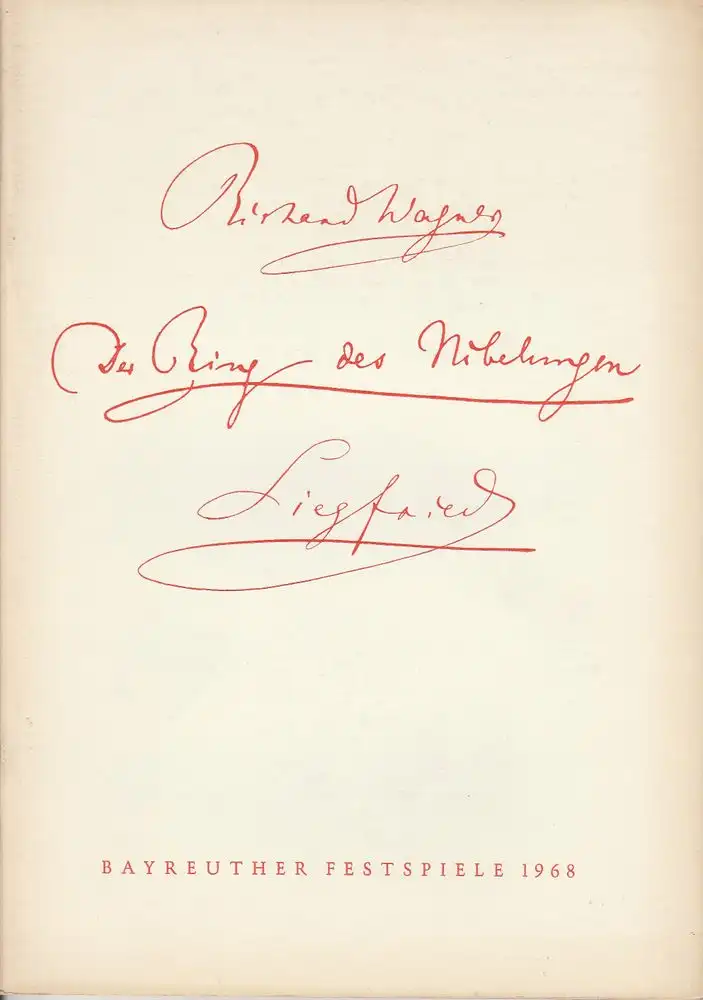 Richard Wagner
Der Ring des Nibelungen
Siegfried
BAYREUTHER FESTSPIELE 1968